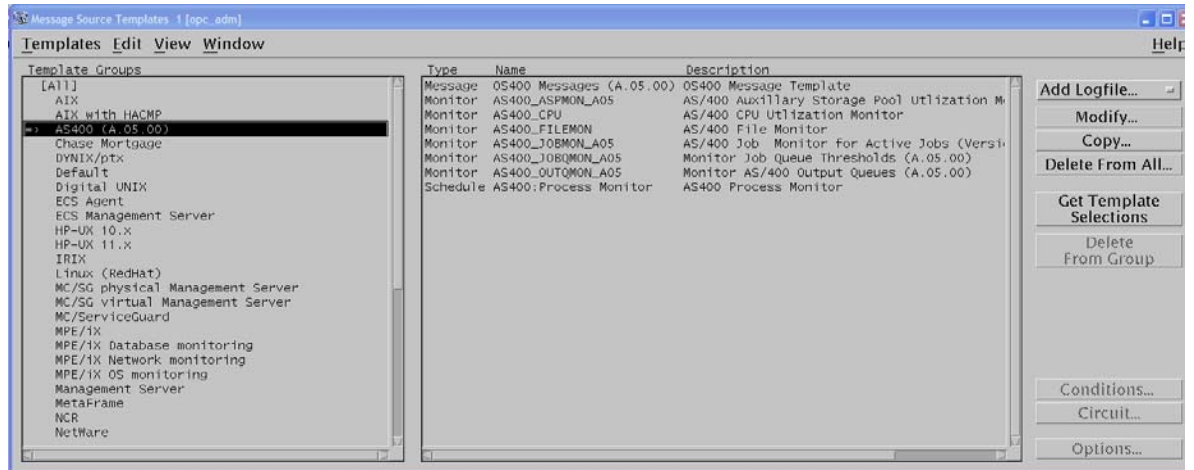 Message Source Templates 1 [opc_adm]
Templates Edit View Window Help
Template Groups
[All]
AIX
AIX with HACMP
=> AS400 (A.05.00)
Chase Mortgage
DYNIX/ptx
Default
Digital UNIX
ECS Agent
ECS Management Server
HP-UX 10.x
HP-UX 11.x
IRIX
Linux (RedHat)
MC/SG physical Management Server
MC/SG virtual Management Server
MC/ServiceGuard
MPE/iX
MPE/iX Database monitoring
MPE/iX Network monitoring
MPE/iX OS monitoring
Management Server
MetaFrame
NCR
NetWare
Type Name Description
Message OS400 Messages (A.05.00) OS400 Message Template
Monitor AS400_ASPMON_A05 AS/400 Auxillary Storage Pool Utlization M
Monitor AS400_CPU AS/400 CPU Utlization Monitor
Monitor AS400_FILEMON AS/400 File Monitor
Monitor AS400_JOBMON_A05 AS/400 Job Monitor for Active Jobs (Versi
Monitor AS400_JOBQMON_A05 Monitor Job Queue Thresholds (A.05.00)
Monitor AS400_OUTQMON_A05 Monitor AS/400 Output Queues (A.05.00)
Schedule AS400:Process Monitor AS400 Process Monitor
Add Logfile...
Modify...
Copy...
Delete From All...
Get Template
Selections
Delete
From Group
Conditions...
Circuit...
Options...